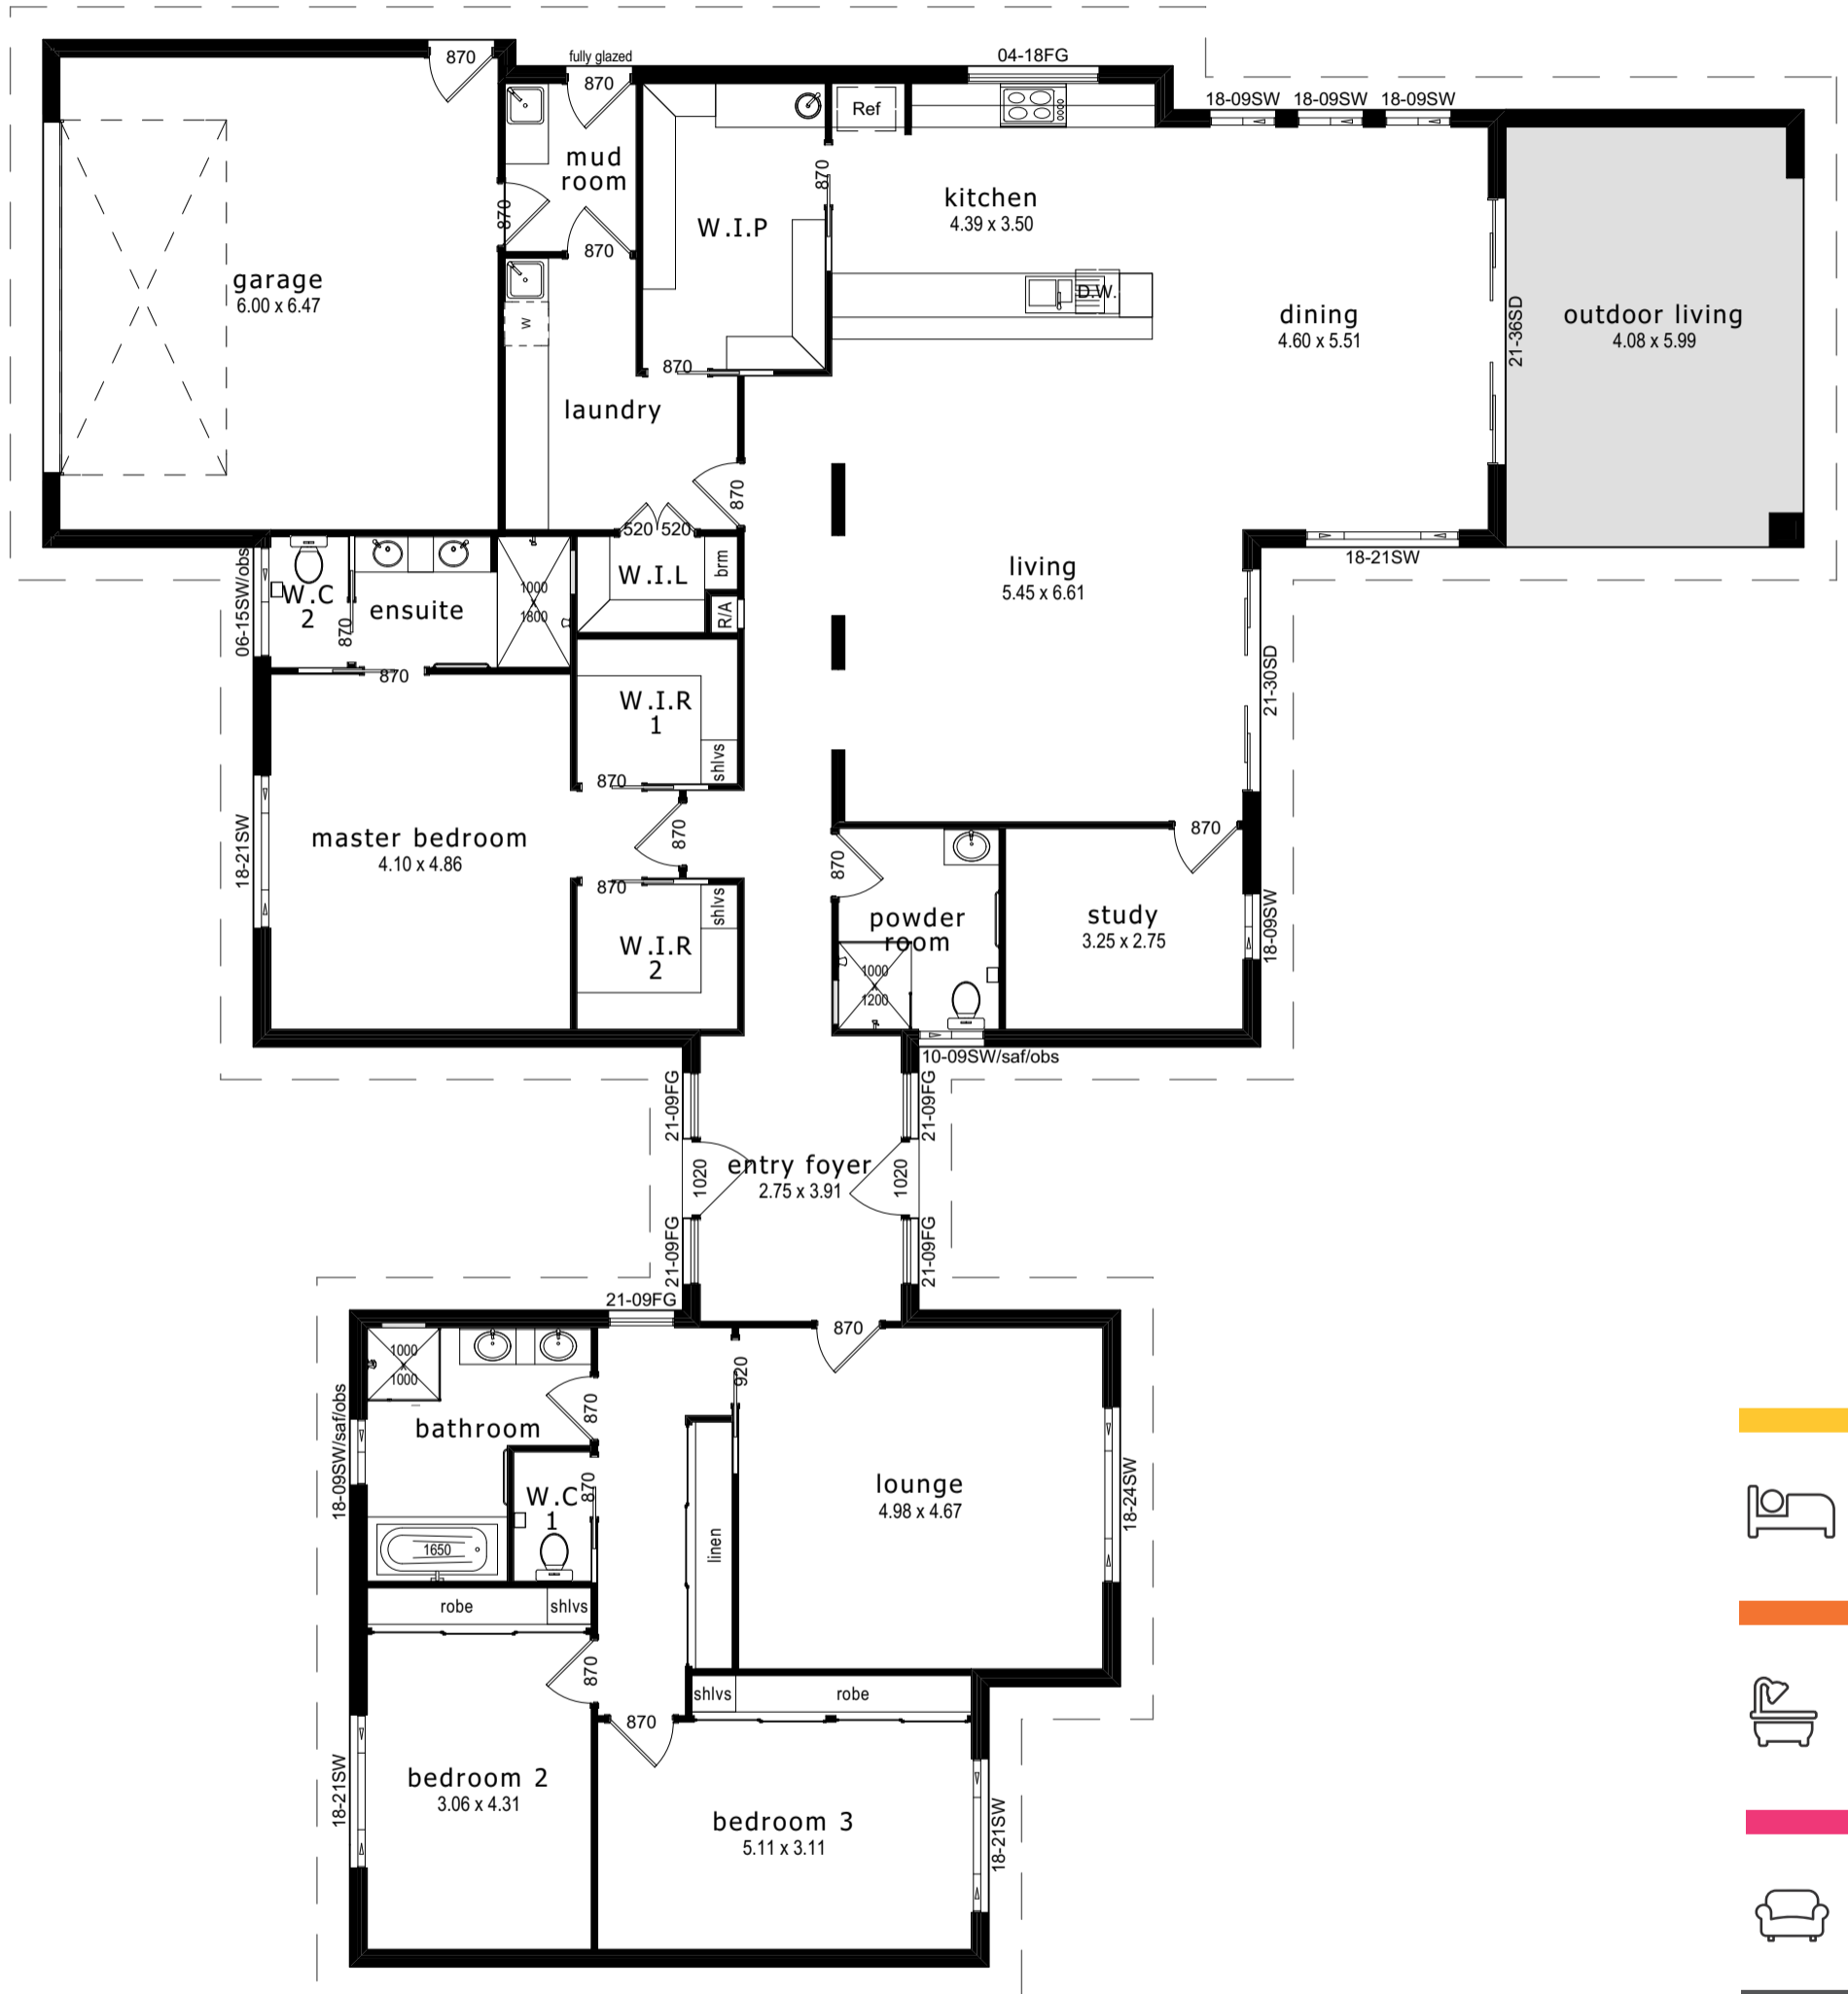 870
fully glazed
870
04-18FG
18-09SW 18-09SW 18-09SW
Ref
mud
room
870
870
870
W.I.P
kitchen
4.39 x 3.50
garage
6.00 x 6.47
W
D.W.
dining
4.60 x 5.51
21-36SD
outdoor living
4.08 x 5.99
870
laundry
870
520 520
18-21SW
06-15SW/obs
W.C
2
870
ensuite
1000
x
1800
W.I.L
brm
R/A
living
5.45 x 6.61
21-30SD
870
W.I.R
1
shlvs
870
18-21SW
master bedroom
4.10 x 4.86
870
870
shlvs
W.I.R
2
870
870
powder
room
1000
x
1200
study
3.25 x 2.75
18-09SW
10-09SW/saf/obs
21-09FG
21-09FG
1020
entry foyer
2.75 x 3.91
1020
21-09FG
21-09FG
21-09FG
870
1000
x
1000
920
870
18-09SW/saf/obs
bathroom
W.C
1
870
1650
linen
lounge
4.98 x 4.67
18-24SW
robe
shlvs
870
shlvs
robe
870
18-21SW
bedroom 2
3.06 x 4.31
bedroom 3
5.11 x 3.11
18-21SW